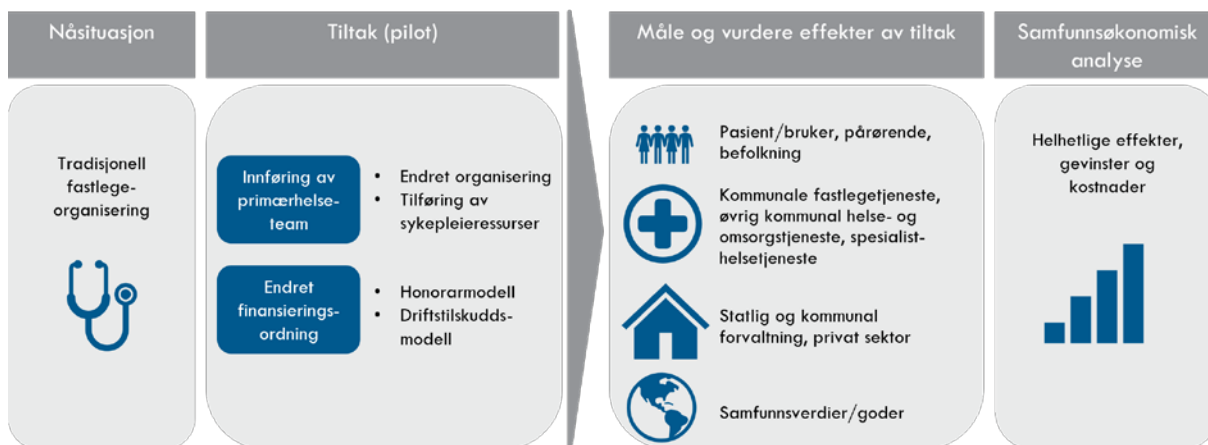 Nåsituasjon
Tiltak (pilot)
Måle og vurdere effekter av tiltak
Samfunnsøkonomisk
analyse
Tradisjonell
fastlege-
organisering
Innføring av
primærhelse-
team
• Endret organisering
• Tilføring av
sykepleieressurser
Endret
finansierings-
ordning
• Honorarmodell
• Driftstilskudds-
modell
Pasient/bruker, pårørende,
befolkning
Kommunale fastlegetjeneste,
øvrig kommunal helse- og
omsorgstjeneste, spesialist-
helsetjeneste
Statlig og kommunal
forvaltning, privat sektor
Samfunnsverdier/goder
Helhetlige effekter,
gevinster og
kostnader